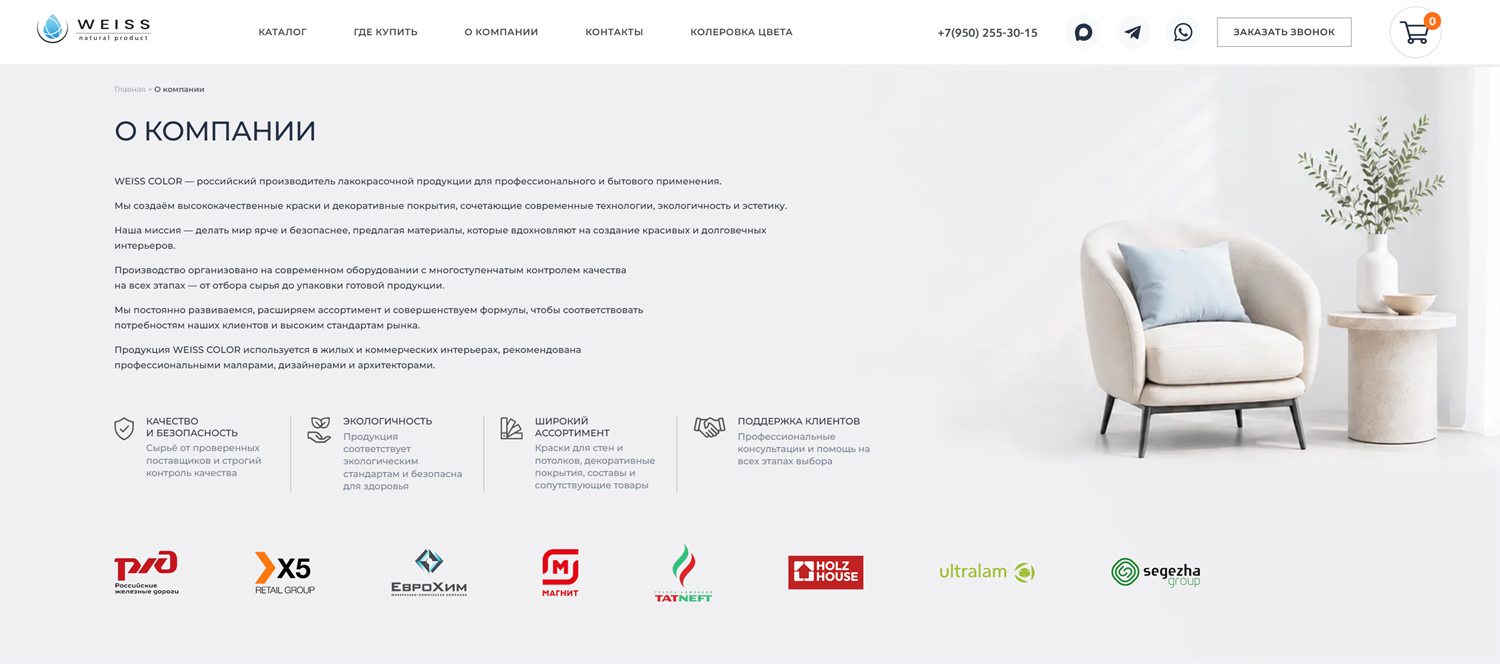 WEISS
natural product
КАТАЛОГ
ГДЕ КУПИТЬ
О КОМПАНИИ
КОНТАКТЫ
КОЛЕРОВКА ЦВЕТА
+7(950) 255-30-15
ЗАКАЗАТЬ ЗВОНОК
0
Главная > О компании
О КОМПАНИИ
WEISS COLOR — российский производитель лакокрасочной продукции для профессионального и бытового применения.
Мы создаём высококачественные краски и декоративные покрытия, сочетающие современные технологии, экологичность и эстетику.
Наша миссия — делать мир ярче и безопаснее, предлагая материалы, которые вдохновляют на создание красивых и долговечных
интерьеров.
Производство организовано на современном оборудовании с многоступенчатым контролем качества
на всех этапах — от отбора сырья до упаковки готовой продукции.
Мы постоянно развиваемся, расширяем ассортимент и совершенствуем формулы, чтобы соответствовать
потребностям наших клиентов и высоким стандартам рынка.
Продукция WEISS COLOR используется в жилых и коммерческих интерьерах, рекомендована
профессиональными малярами, дизайнерами и архитекторами.
КАЧЕСТВО
И БЕЗОПАСНОСТЬ
Сырьё от проверенных
поставщиков и строгий
контроль качества
ЭКОЛОГИЧНОСТЬ
Продукция
соответствует
экологическим
стандартам и безопасна
для здоровья
ШИРОКИЙ
АССОРТИМЕНТ
Краски для стен и
потолков, декоративные
покрытия, составы и
сопутствующие товары
ПОДДЕРЖКА КЛИЕНТОВ
Профессиональные
консультации и помощь на
всех этапах выбора
РЖД
Российские
железные дороги
X5
RETAIL GROUP
ЕвроХим
МИНЕРАЛЬНО-ХИМИЧЕСКАЯ КОМПАНИЯ
М
МАГНИТ
ГРУППА КОМПАНИЙ
TATNEFT
HOLZ
HOUSE
ultralam
segezha
group